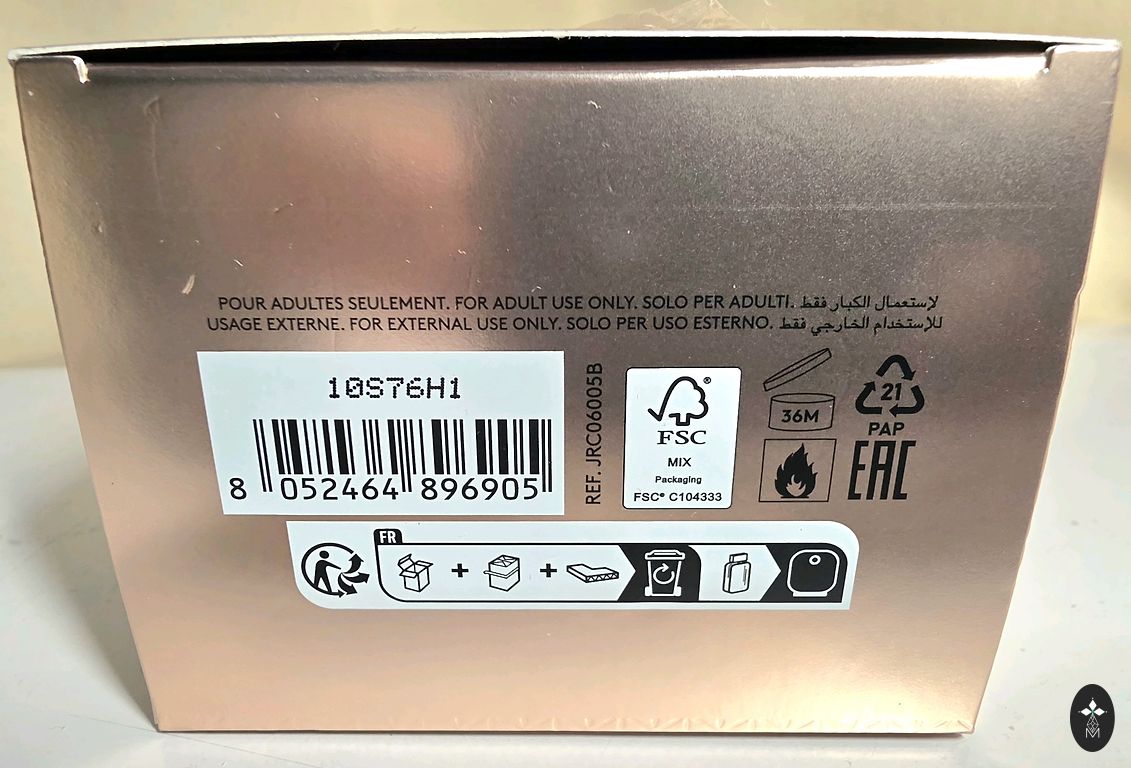 POUR ADULTES SEULEMENT. FOR ADULT USE ONLY. SOLO PER ADULTI. لاستعمال الكبار فقط
USAGE EXTERNE. FOR EXTERNAL USE ONLY. SOLO PER USO ESTERNO. للإستخدام الخارجي فقط
10S76H1
8 052464 896905
REF. JRC06005B
FSC®
MIX
Packaging
FSC® C104333
36M
21
PAP
EAC
FR